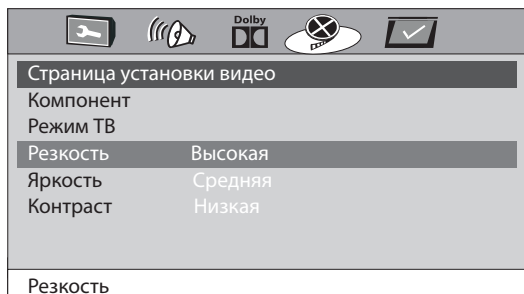 Dolby
Страница установки видео
Компонент
Режим ТВ
Резкость Высокая
Яркость Средняя
Контраст Низкая
Резкость